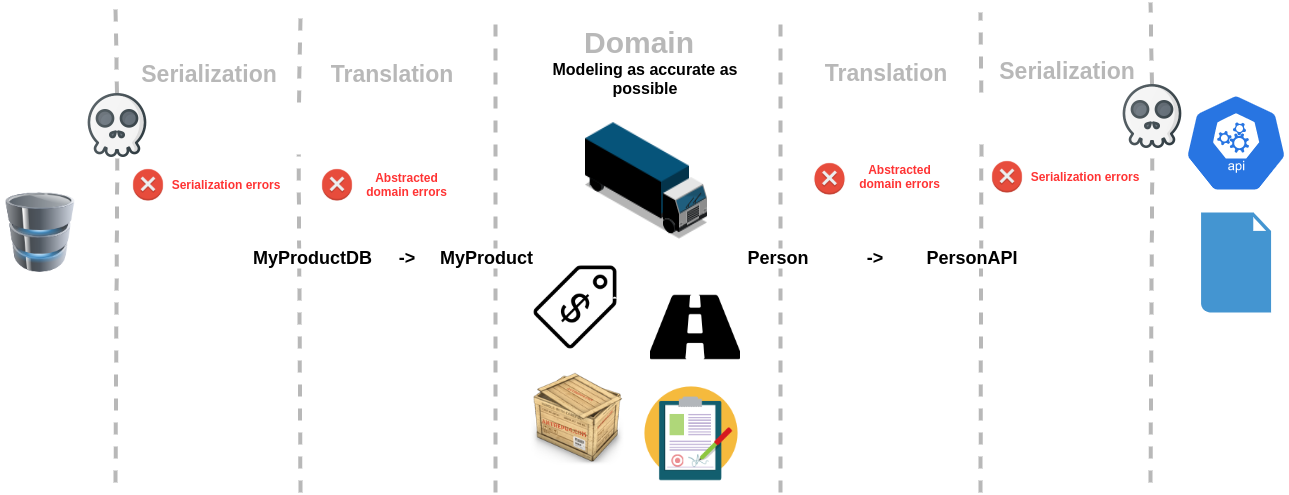 Serialization
Translation
Domain
Modeling as accurate as
possible
Translation
Serialization
Serialization errors
Abstracted
domain errors
Abstracted
domain errors
Serialization errors
api
MyProductDB -> MyProduct
Person -> PersonAPI
$